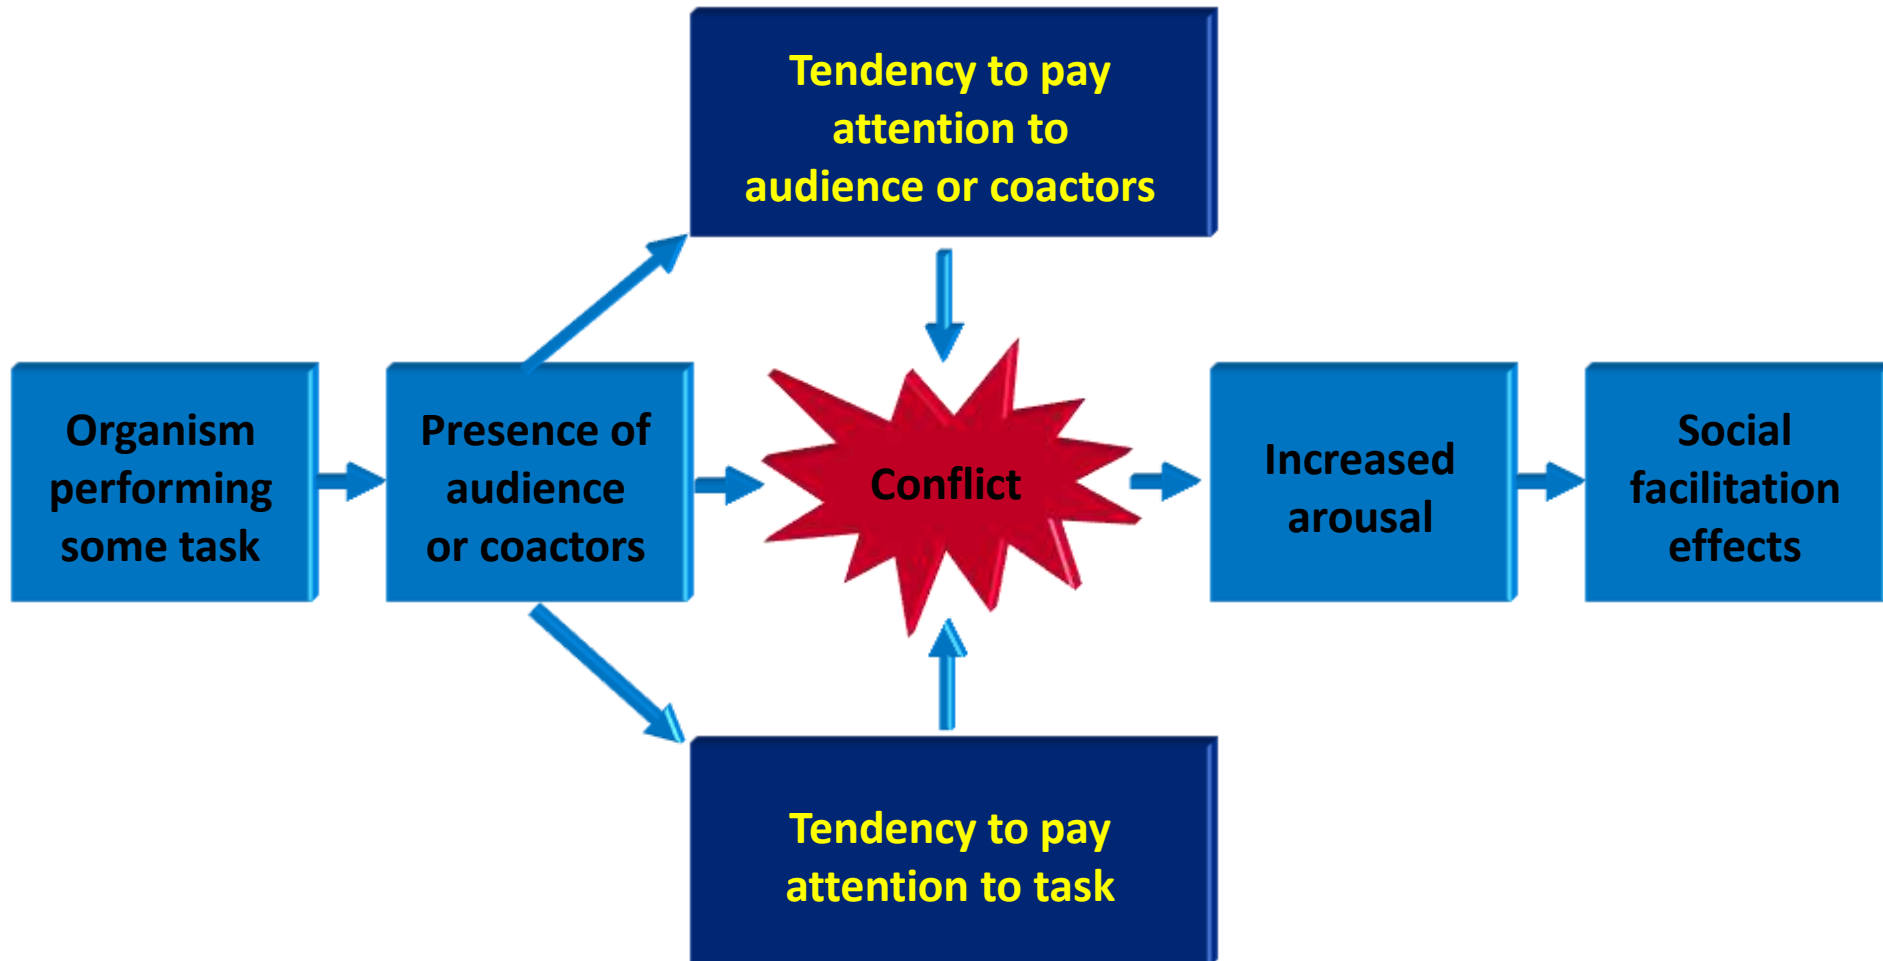 Tendency to pay
attention to
audience or coactors
Organism
performing
some task
Presence of
audience
or coactors
Conflict
Increased
arousal
Social
facilitation
effects
Tendency to pay
attention to task